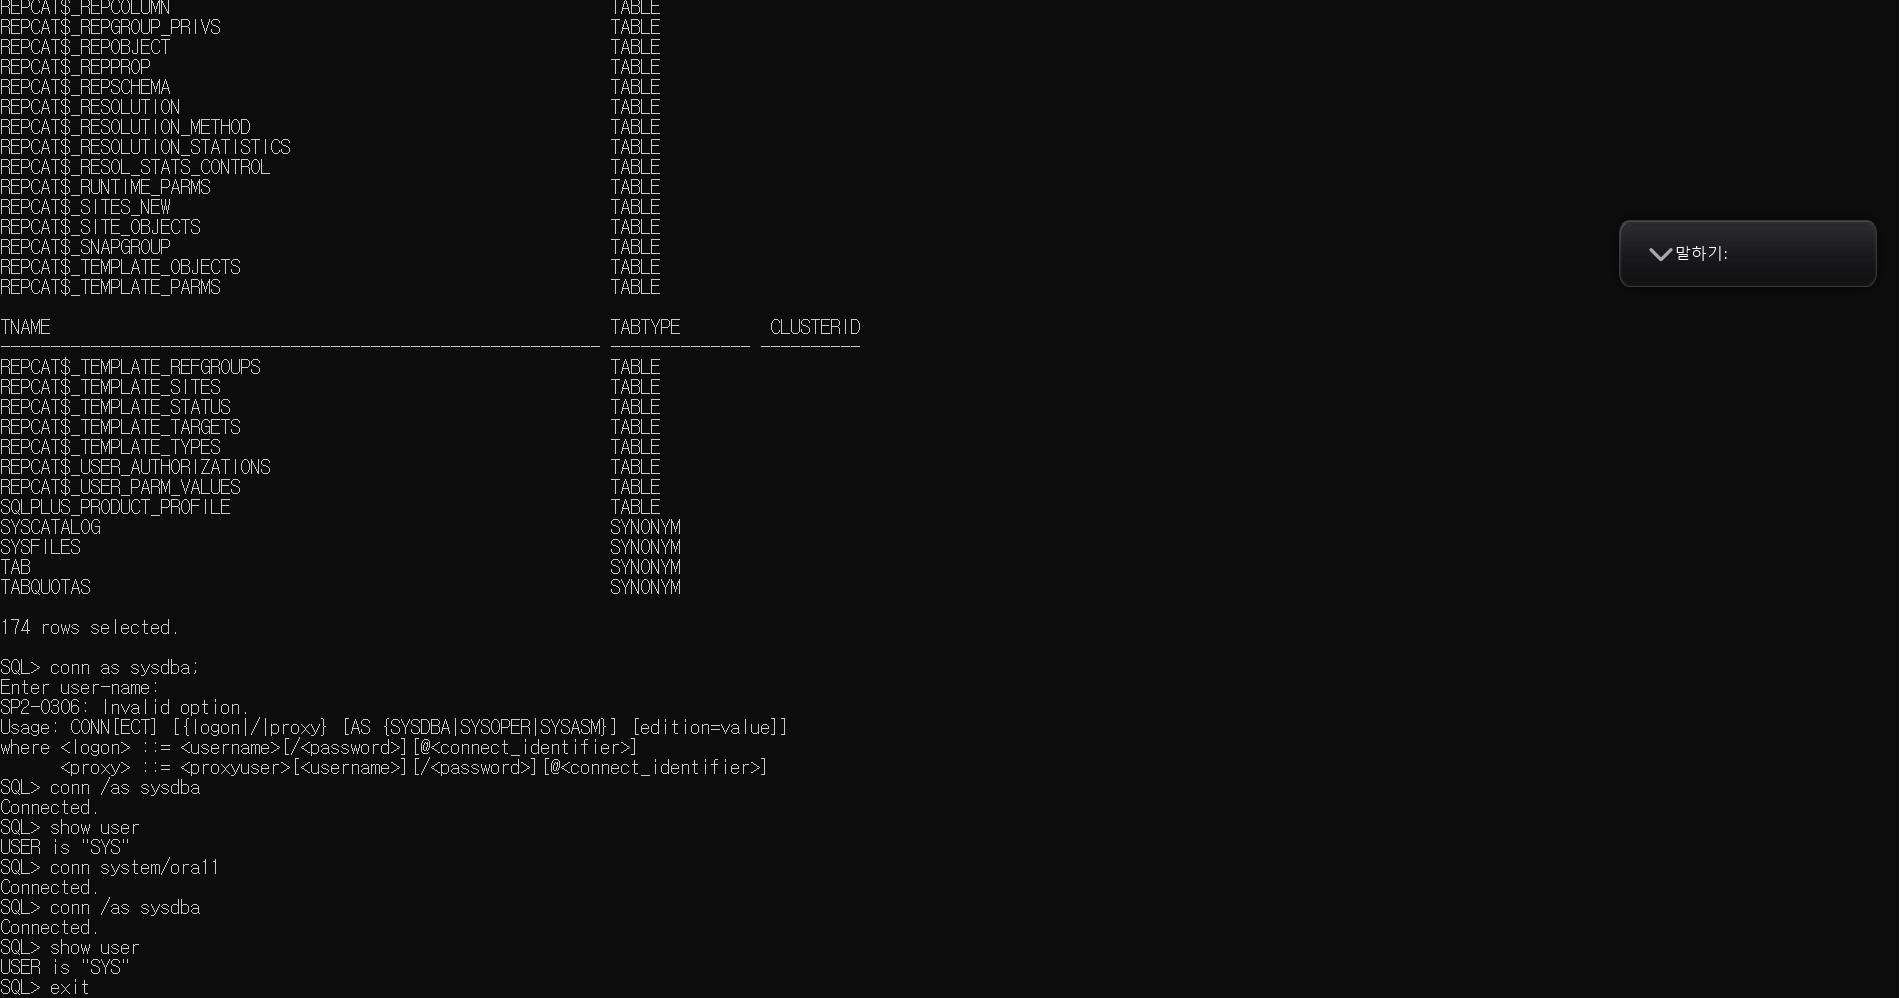 REPCAT$_REPCOLUMN TABLE
REPCAT$_REPGROUP_PRIVS TABLE
REPCAT$_REPOBJECT TABLE
REPCAT$_REPPROP TABLE
REPCAT$_REPSCHEMA TABLE
REPCAT$_RESOLUTION TABLE
REPCAT$_RESOLUTION_METHOD TABLE
REPCAT$_RESOLUTION_STATISTICS TABLE
REPCAT$_RESOL_STATS_CONTROL TABLE
REPCAT$_RUNTIME_PARMS TABLE
REPCAT$_SITES_NEW TABLE
REPCAT$_SITE_OBJECTS TABLE
REPCAT$_SNAPGROUP TABLE
말하기:
REPCAT$_TEMPLATE_OBJECTS TABLE
REPCAT$_TEMPLATE_PARMS TABLE
TNAME TABTYPE CLUSTERID
------------------------------------------------------------ -------------- ----------
REPCAT$_TEMPLATE_REFGROUPS TABLE
REPCAT$_TEMPLATE_SITES TABLE
REPCAT$_TEMPLATE_STATUS TABLE
REPCAT$_TEMPLATE_TARGETS TABLE
REPCAT$_TEMPLATE_TYPES TABLE
REPCAT$_USER_AUTHORIZATIONS TABLE
REPCAT$_USER_PARM_VALUES TABLE
SQLPLUS_PRODUCT_PROFILE TABLE
SYSCATALOG SYNONYM
SYSFILES SYNONYM
TAB SYNONYM
TABQUOTAS SYNONYM
174 rows selected.
SQL> conn as sysdba;
Enter user-name:
SP2-0306: Invalid option.
Usage: CONN[ECT] [{logon|/|proxy} [AS {SYSDBA|SYSOPER|SYSASM}] [edition=value]]
where <logon> ::= <username>[/<password>][@<connect_identifier>]
<proxy> ::= <proxyuser>[<username>][/<password>][@<connect_identifier>]
SQL> conn /as sysdba
Connected.
SQL> show user
USER is "SYS"
SQL> conn system/ora11
Connected.
SQL> conn /as sysdba
Connected.
SQL> show user
USER is "SYS"
SQL> exit